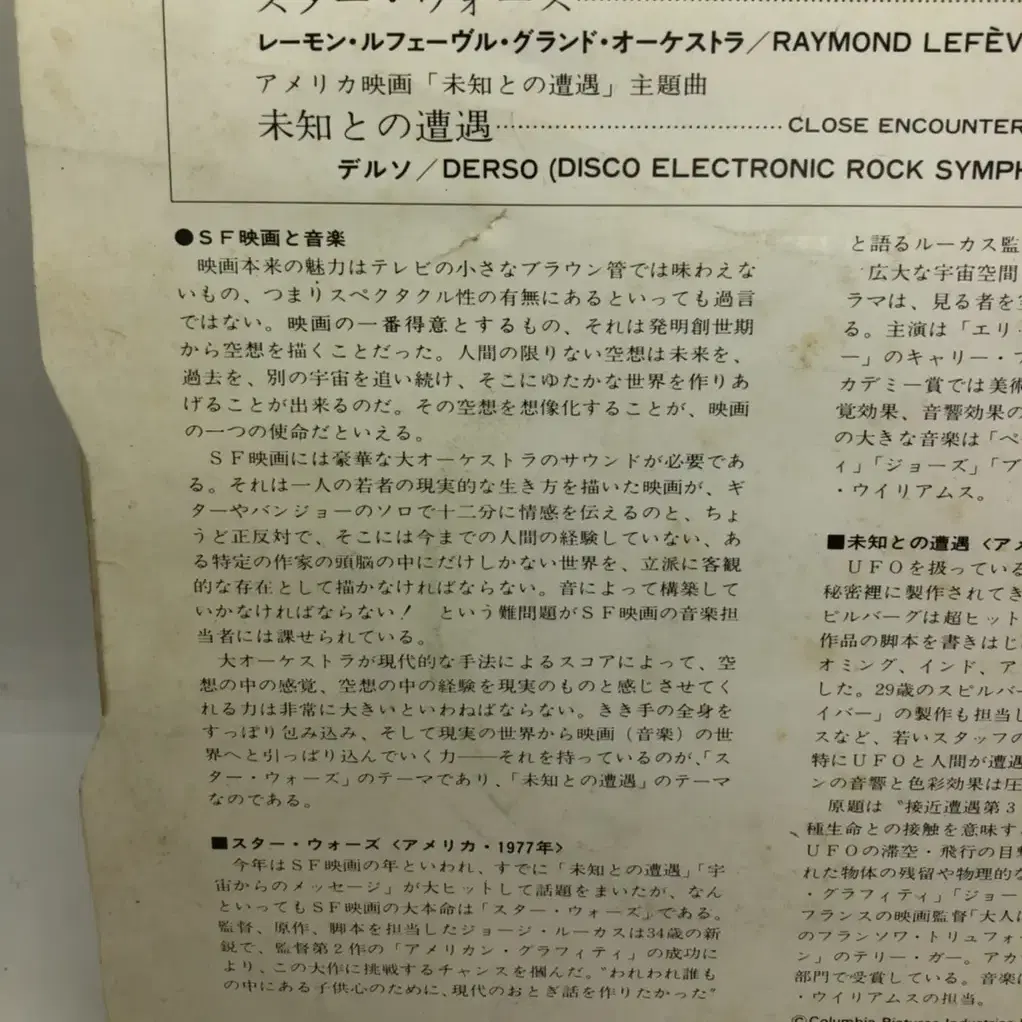 スター・ウォーズ
レーモン・ルフェーヴル・グランド・オーケストラ／RAYMOND LEFÈV
アメリカ映画「未知との遭遇」主題曲
未知との遭遇……………………………CLOSE ENCOUNTER
デルソ／DERSO (DISCO ELECTRONIC ROCK SYMPH
●ＳＦ映画と音楽
映画本来の魅力はテレビの小さなブラウン管では味わえな
いもの、つまりスペクタクル性の有無にあるといっても過言
ではない。映画の一番得意とするもの、それは発明創世期
から空想を描くことだった。人間の限りない空想は未来を、
過去を、別の宇宙を追い続け、そこにゆたかな世界を作りあ
げることが出来るのだ。その空想を想像化することが、映画
の一つの使命だといえる。
ＳＦ映画には豪華な大オーケストラのサウンドが必要であ
る。それは一人の若者の現実的な生き方を描いた映画が、ギ
ターやバンジョーのソロで十二分に情感を伝えるのと、ちょ
うど正反対で、そこには今までの人間の経験していない、あ
る特定の作家の頭脳の中にだけしかない世界を、立派に客観
的な存在として描かなければならない。音によって構築して
いかなければならない！　という難問題がＳＦ映画の音楽担
当者には課せられている。
大オーケストラが現代的な手法によるスコアによって、空
想の中の感覚、空想の中の経験を現実のものと感じさせてく
れる力は非常に大きいといわねばならない。きき手の全身を
すっぽり包み込み、そして現実の世界から映画（音楽）の世
界へと引っぱり込んでいく力――それを持っているのが、「ス
ター・ウォーズ」のテーマであり、「未知との遭遇」のテーマ
なのである。
■スター・ウォーズ〈アメリカ・1977年〉
今年はＳＦ映画の年といわれ、すでに「未知との遭遇」「宇
宙からのメッセージ」が大ヒットして話題をまいたが、なん
といってもＳＦ映画の大本命は「スター・ウォーズ」である。
監督、原作、脚本を担当したジョージ・ルーカスは34歳の新
鋭で、監督第２作の「アメリカン・グラフィティ」の成功に
より、この大作に挑戦するチャンスを摑んだ。"われわれ誰も
の中にある子供心のために、現代のおとぎ話を作りたかった"
と語るルーカス監
広大な宇宙空間
ラマは、見る者を
る。主演は「エリ
ー」のキャリー・フ
カデミー賞では美術
覚効果、音響効果の
の大きな音楽は「ペ
ィ」「ジョーズ」「ブ
・ウイリアムス。
■未知との遭遇〈アメ
ＵＦＯを扱っている
秘密裡に製作されてき
ピルバーグは超ヒット
作品の脚本を書きはじ
オミング、インド、ア
した。29歳のスピルバー
イバー」の製作も担当し
スなど、若いスタッフの
特にＵＦＯと人間が遭遇
ンの音響と色彩効果は圧
原題は〝接近遭遇第３
種生命との接触を意味す
ＵＦＯの滞空・飛行の目
れた物体の残留や物理的な
・グラフィティ」「ジョー
フランスの映画監督「大人は
のフランソワ・トリュフォー
ン」のテリー・ガー。アカ
部門で受賞している。音楽は
・ウイリアムスの担当。
©Columbia Pictures Industries